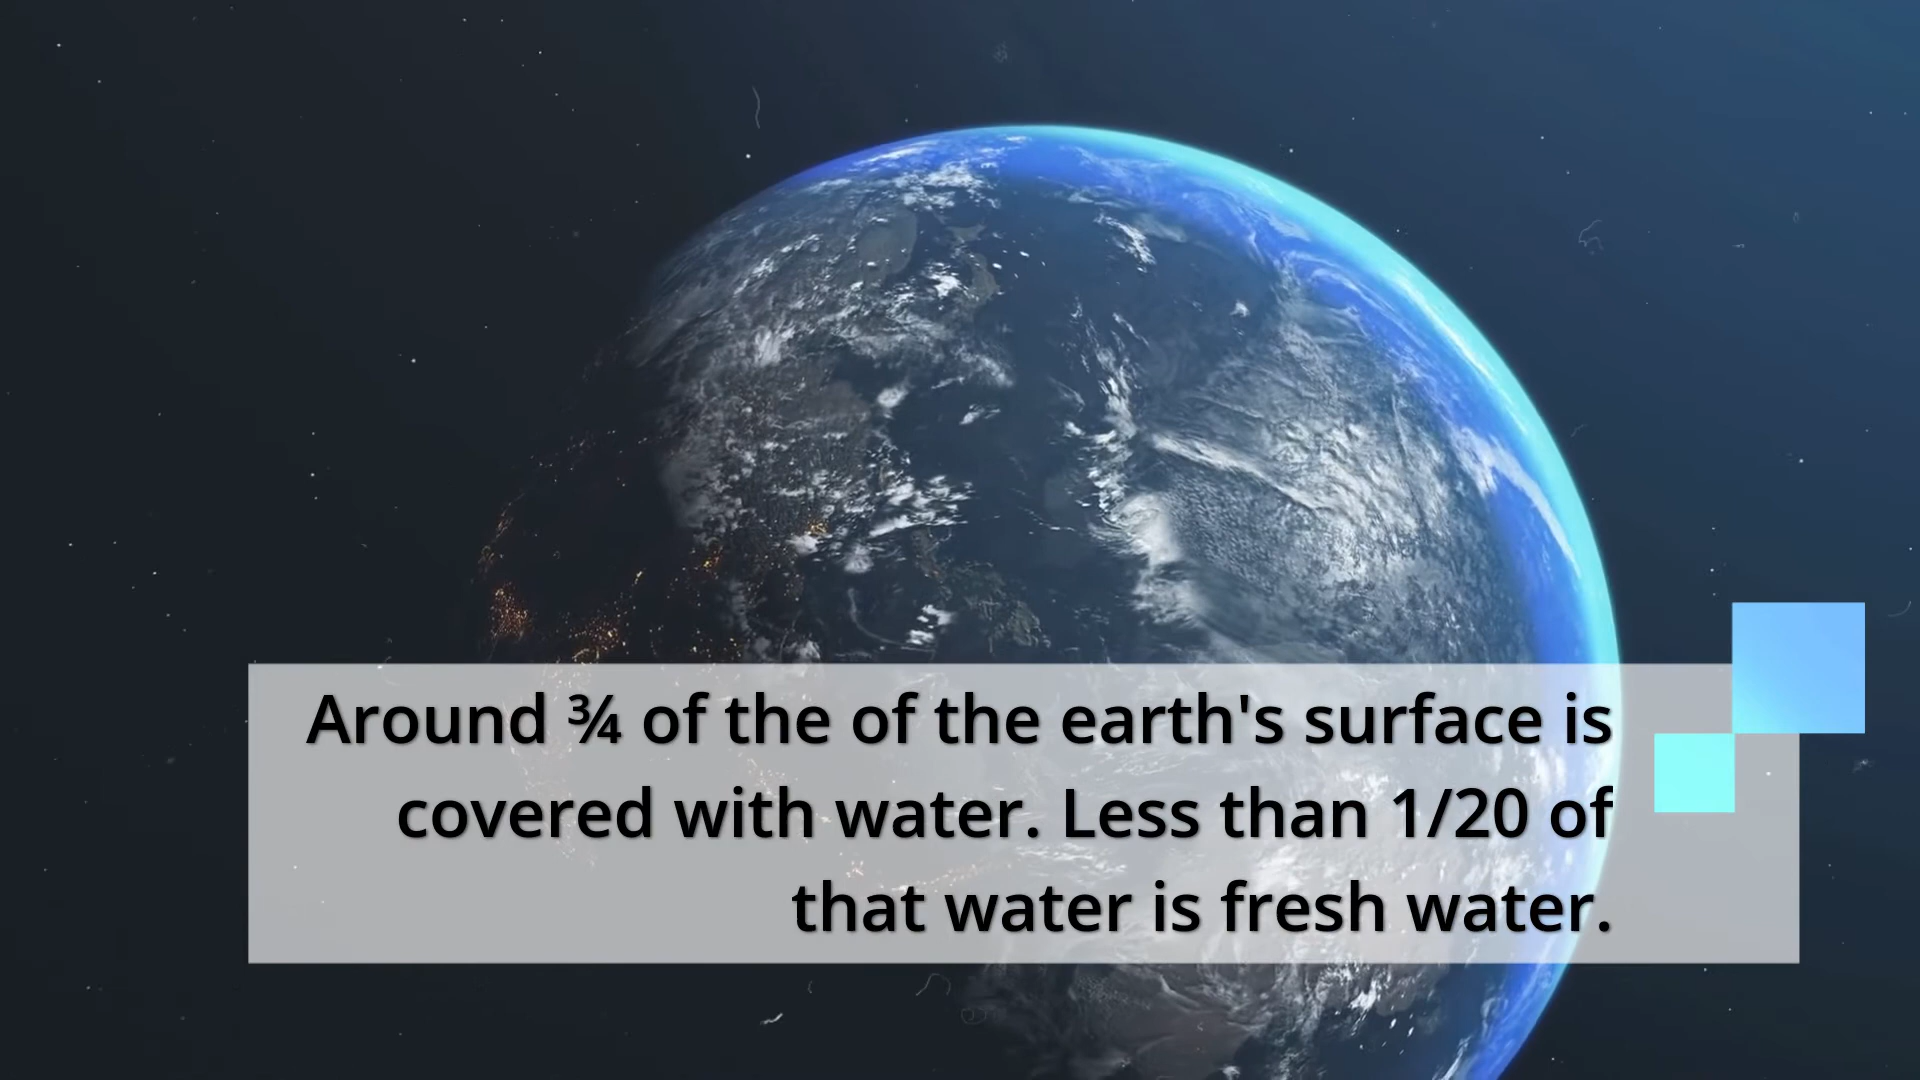 Around ¾ of the of the earth's surface is
covered with water. Less than 1/20 of
that water is fresh water.